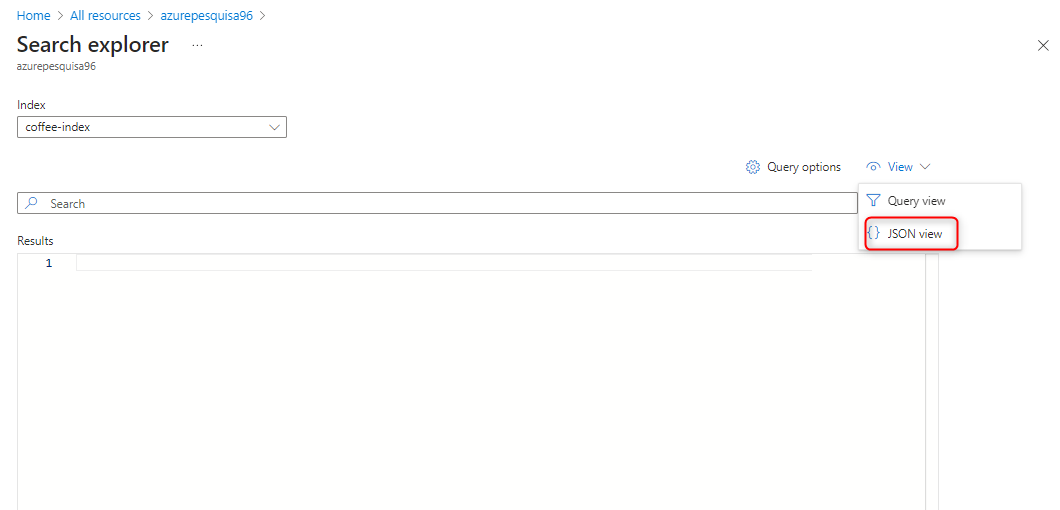 Home > All resources > azurepesquisa96 >
Search explorer ...
azurepesquisa96
Index
coffee-index
Query options View
Search
Query view
{} JSON view
Results
1